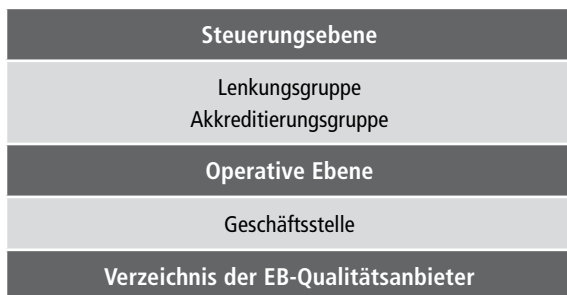 Steuerungsebene
Lenkungsgruppe
Akkreditierungsgruppe
Operative Ebene
Geschäftsstelle
Verzeichnis der EB-Qualitätsanbieter